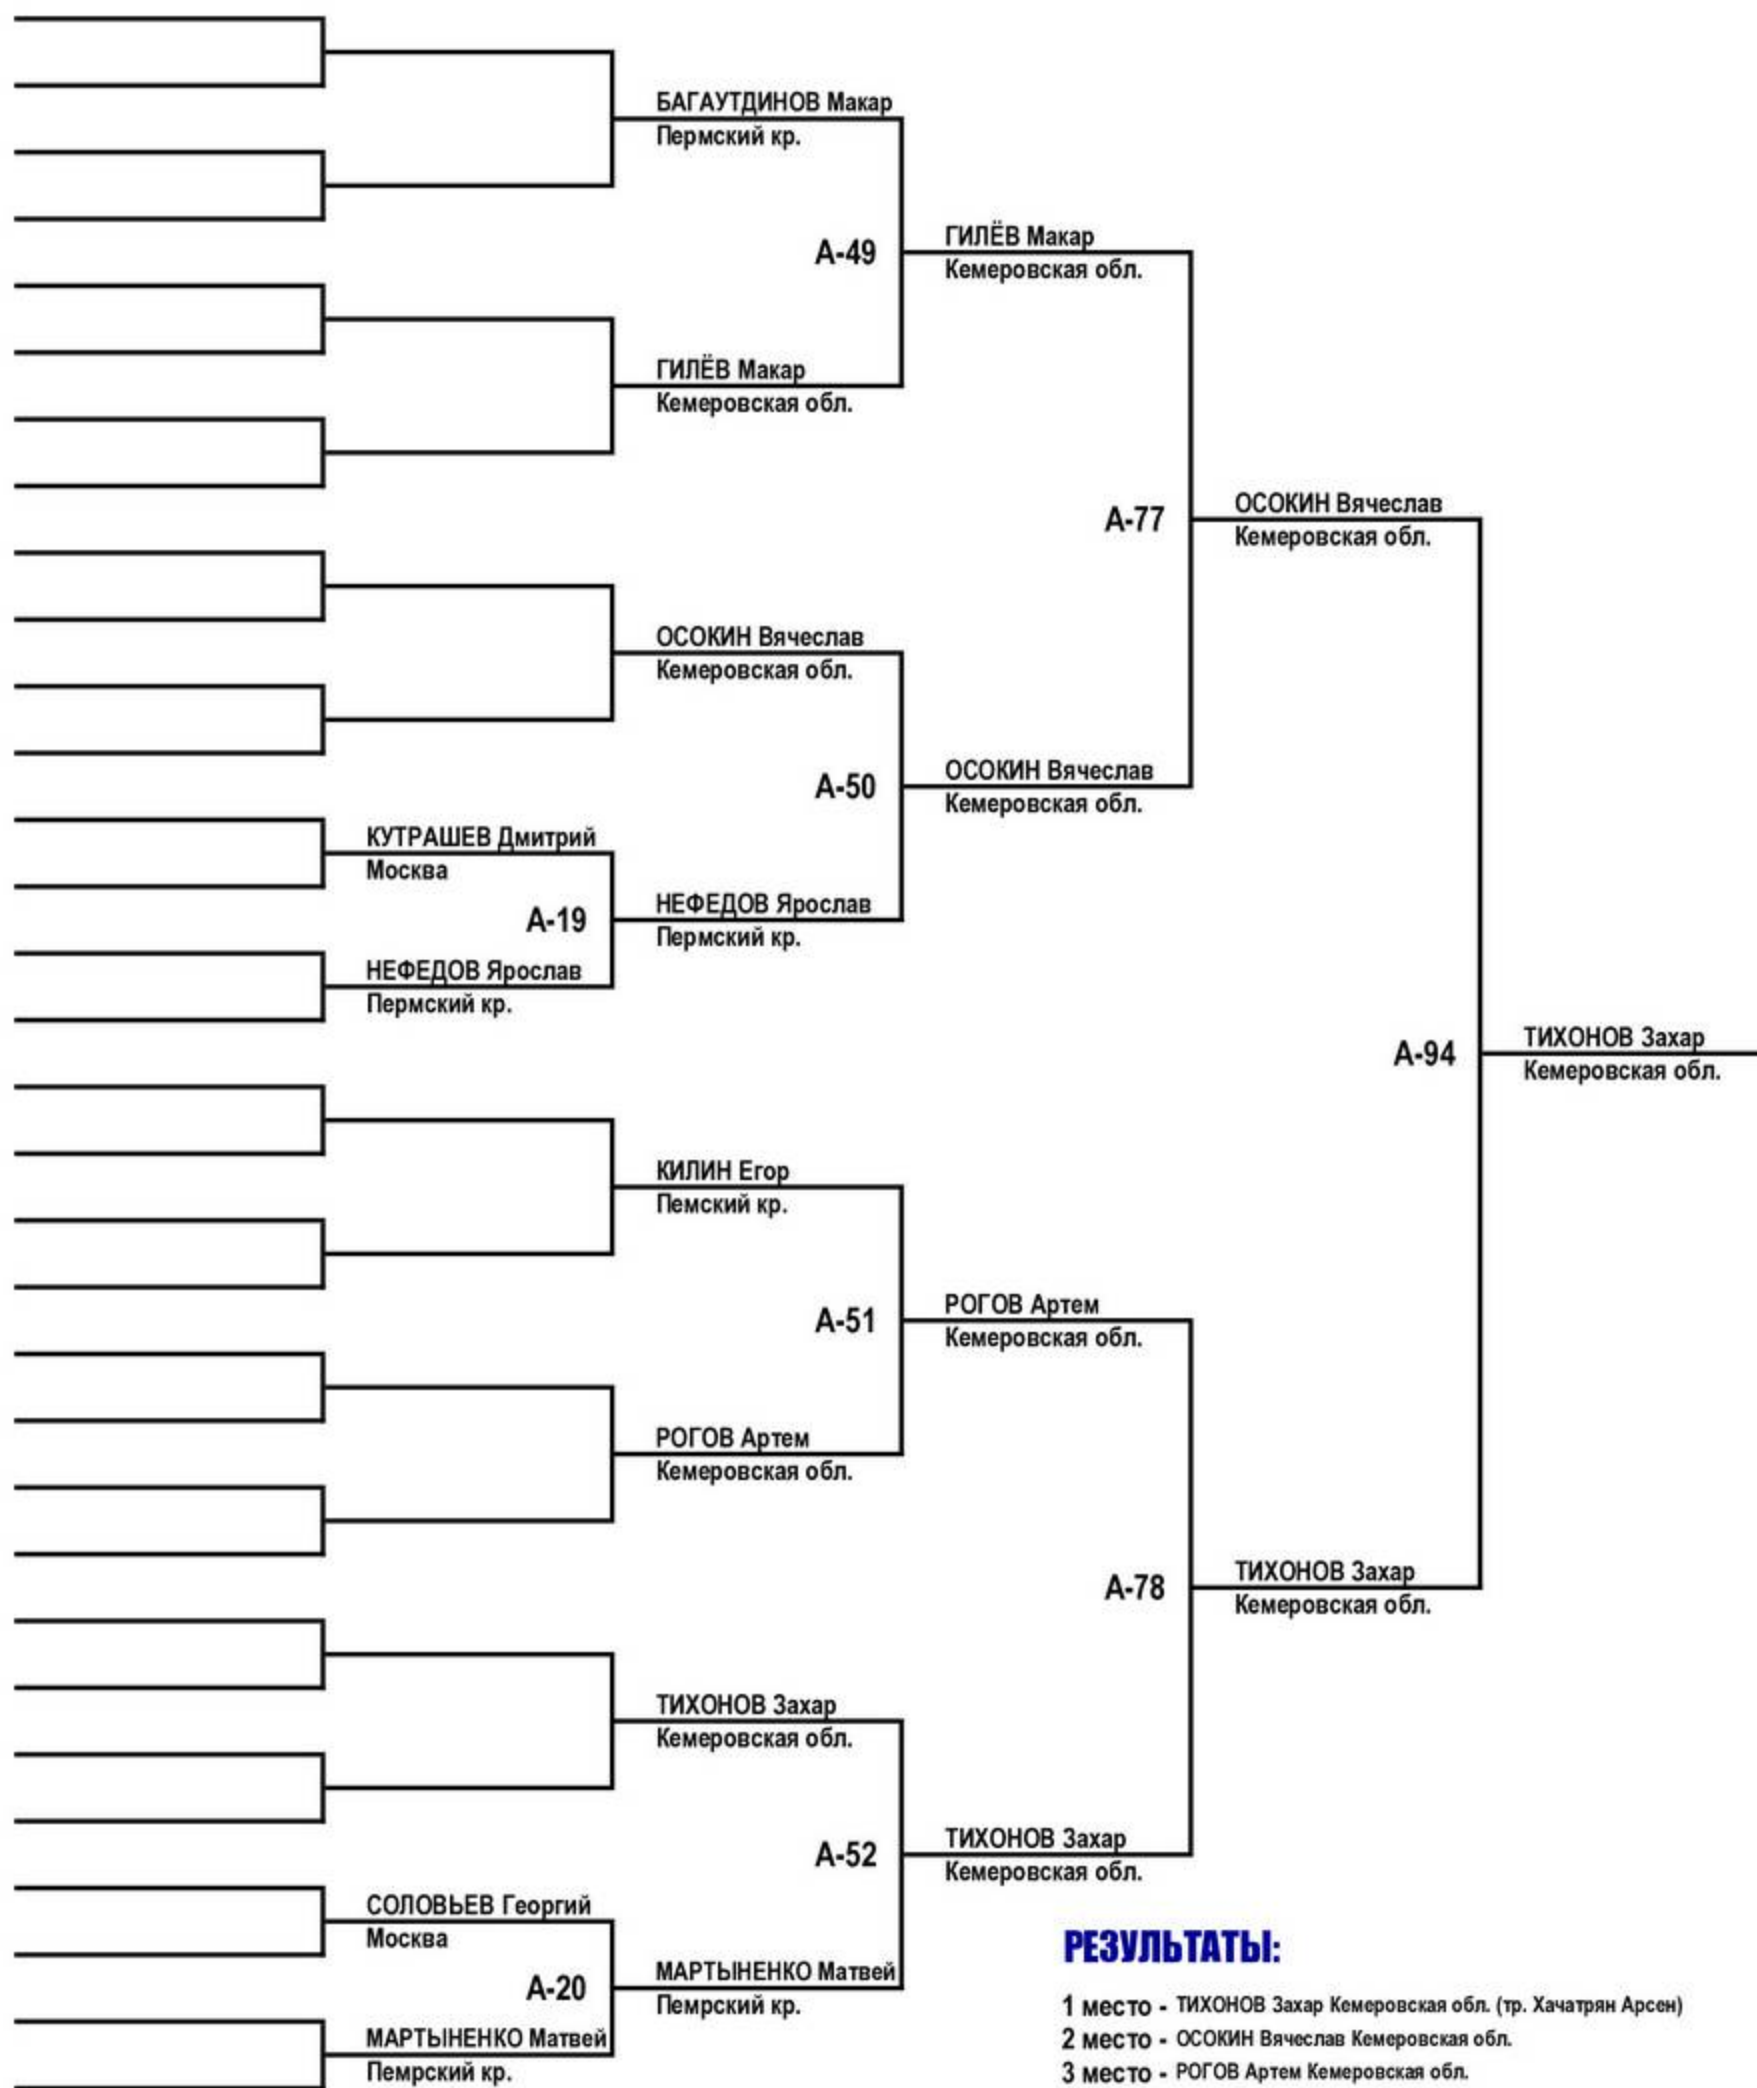 БАГАУТДИНОВ Макар
Пермский кр.
А-49
ГИЛЁВ Макар
Кемеровская обл.
ГИЛЁВ Макар
Кемеровская обл.
А-77
ОСОКИН Вячеслав
Кемеровская обл.
ОСОКИН Вячеслав
Кемеровская обл.
А-50
ОСОКИН Вячеслав
Кемеровская обл.
КУТРАШЕВ Дмитрий
Москва
А-19
НЕФЕДОВ Ярослав
Пермский кр.
НЕФЕДОВ Ярослав
Пермский кр.
А-94
ТИХОНОВ Захар
Кемеровская обл.
КИЛИН Егор
Пемский кр.
А-51
РОГОВ Артем
Кемеровская обл.
РОГОВ Артем
Кемеровская обл.
А-78
ТИХОНОВ Захар
Кемеровская обл.
ТИХОНОВ Захар
Кемеровская обл.
А-52
ТИХОНОВ Захар
Кемеровская обл.
СОЛОВЬЕВ Георгий
Москва
А-20
МАРТЫНЕНКО Матвей
Пемрский кр.
МАРТЫНЕНКО Матвей
Пемрский кр.
РЕЗУЛЬТАТЫ:
1 место - ТИХОНОВ Захар Кемеровская обл. (тр. Хачатрян Арсен)
2 место - ОСОКИН Вячеслав Кемеровская обл.
3 место - РОГОВ Артем Кемеровская обл.